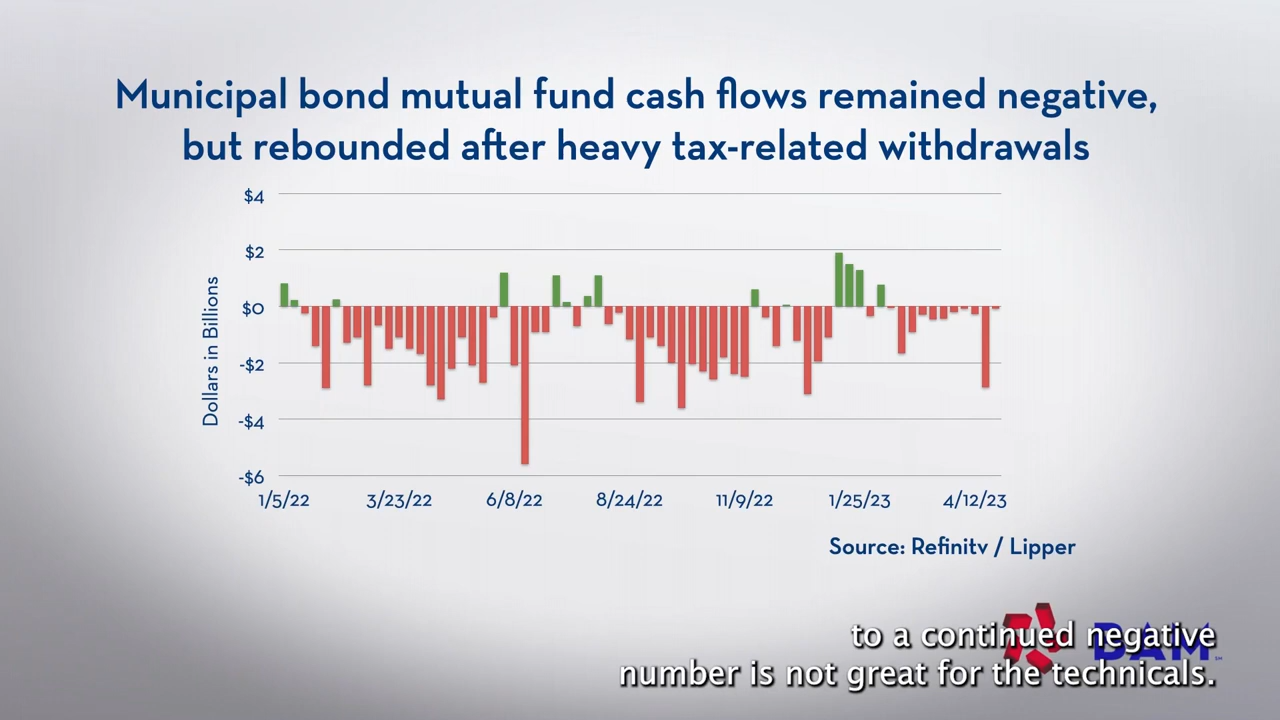 Municipal bond mutual fund cash flows remained negative,
but rebounded after heavy tax-related withdrawals
$4
$2
$0
-$2
-$4
-$6
Dollars in Billions
1/5/22
3/23/22
6/8/22
8/24/22
11/9/22
1/25/23
4/12/23
Source: Refinitv / Lipper
DAM
to a continued negative
number is not great for the technicals.